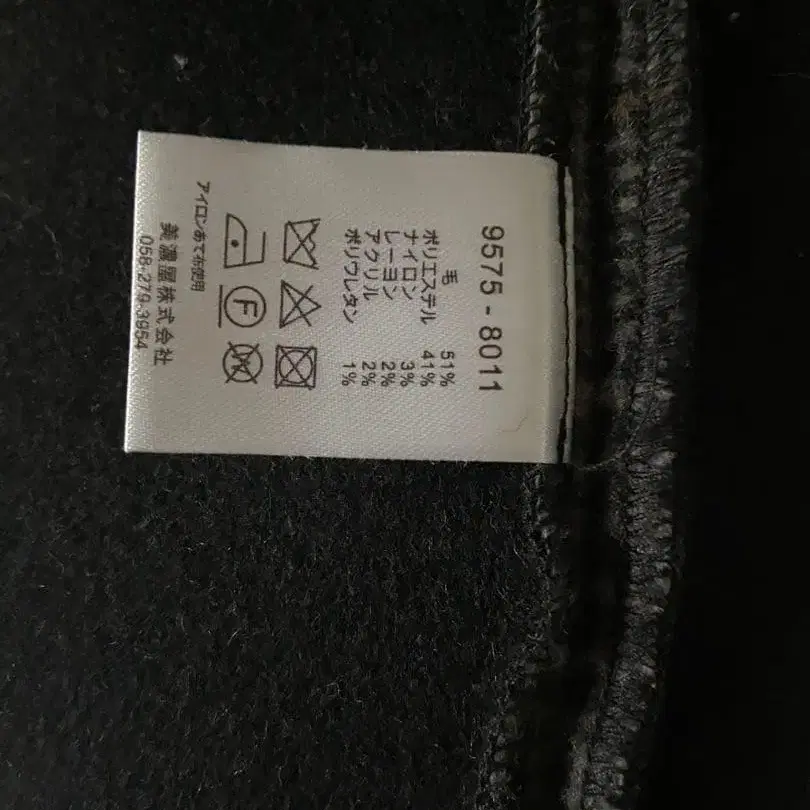 9575-8011
毛 51%
ポリエステル 41%
ナイロン 3%
レーヨン 2%
アクリル 2%
ポリウレタン 1%
F
W
アイロンあて布使用
美濃屋株式会社
058-279-3954